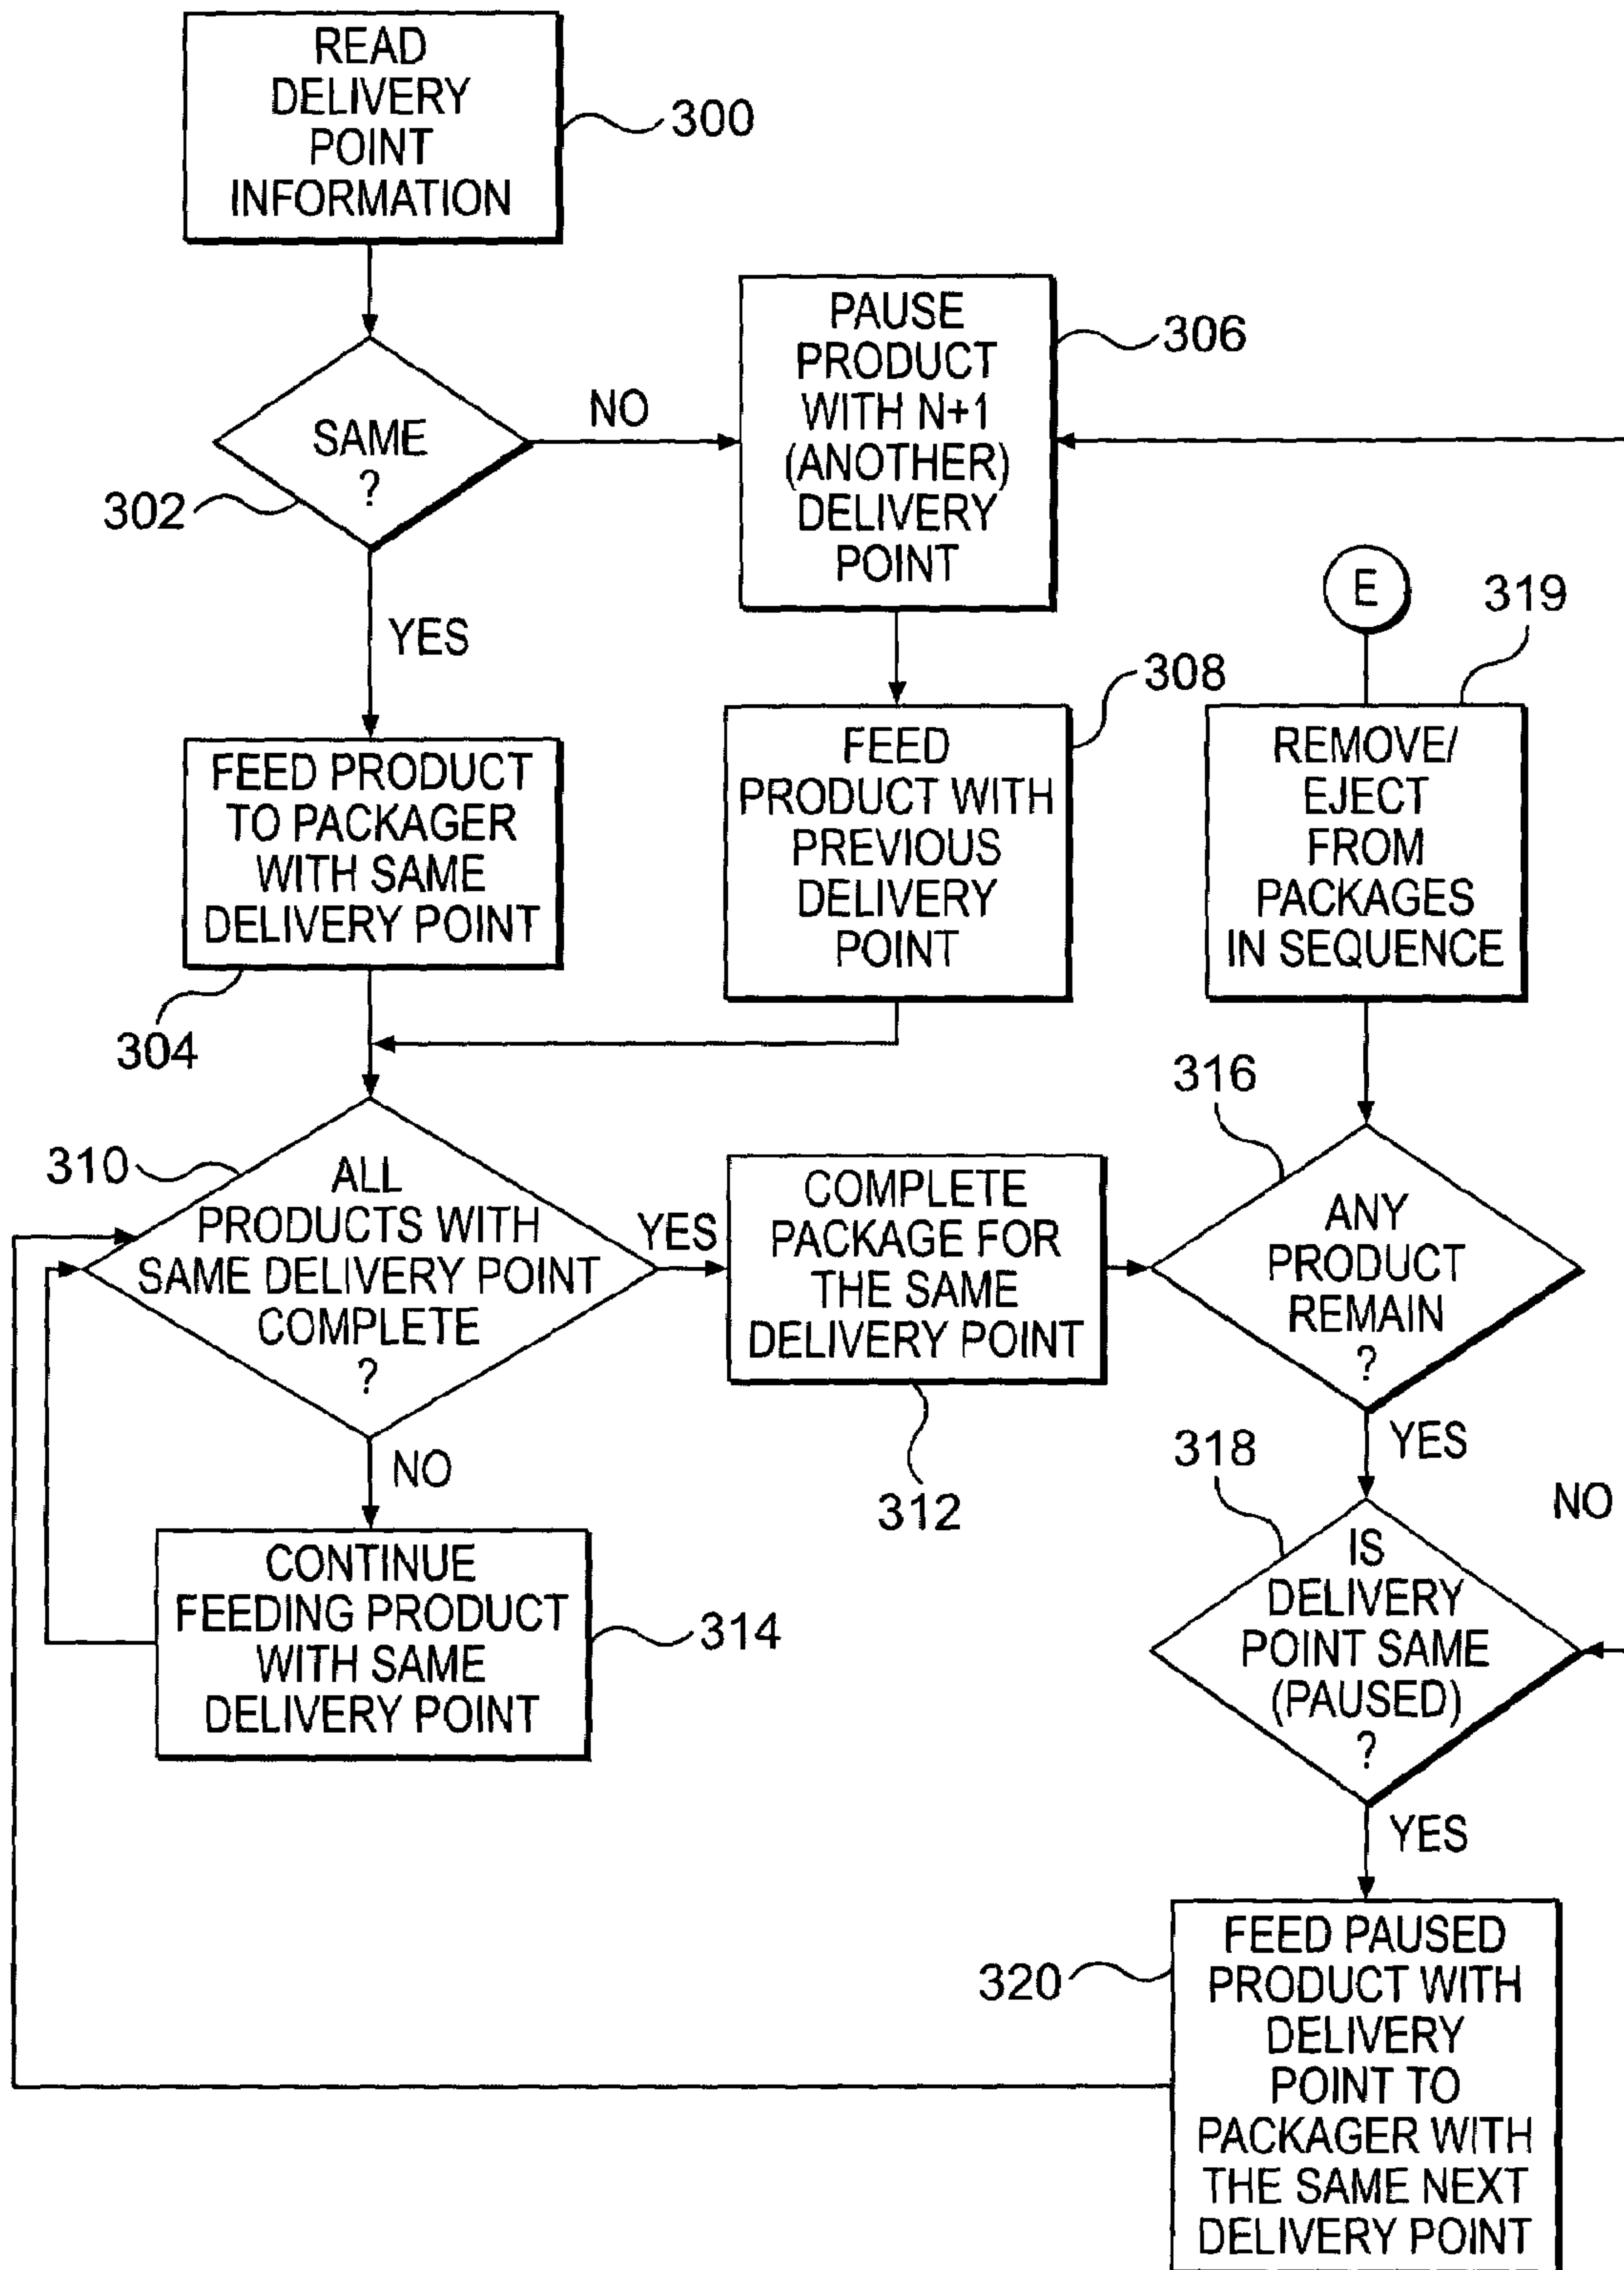 READ
DELIVERY
POINT
INFORMATION
300
SAME
?
302
NO
YES
PAUSE
PRODUCT
WITH N+1
(ANOTHER)
DELIVERY
POINT
306
FEED PRODUCT
TO PACKAGER
WITH SAME
DELIVERY POINT
304
FEED
PRODUCT WITH
PREVIOUS
DELIVERY
POINT
308
E
319
REMOVE/
EJECT
FROM
PACKAGES
IN SEQUENCE
310
ALL
PRODUCTS WITH
SAME DELIVERY POINT
COMPLETE
?
YES
NO
COMPLETE
PACKAGE FOR
THE SAME
DELIVERY POINT
312
316
ANY
PRODUCT
REMAIN
?
YES
CONTINUE
FEEDING PRODUCT
WITH SAME
DELIVERY POINT
314
318
IS
DELIVERY
POINT SAME
(PAUSED)
?
NO
YES
320
FEED PAUSED
PRODUCT WITH
DELIVERY
POINT TO
PACKAGER WITH
THE SAME NEXT
DELIVERY POINT